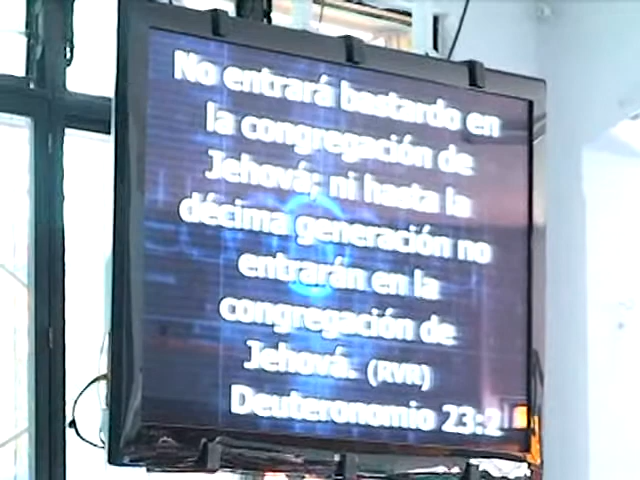 No entrará bastardo en
la congregación de
Jehová; ni hasta la
décima generación no
entrarán en la
congregación de
Jehová. (RVR)
Deuteronomio 23:2